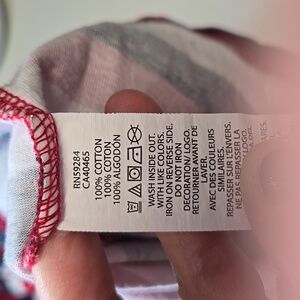 RN59284
CA40465
100% COTTON
100% COTON
100% ALGODÓN
WASH INSIDE OUT.
WITH LIKE COLORS.
IRON ON REVERSE SIDE.
DO NOT IRON
DECORATION/LOGO.
RETOURNER AVANT DE
LAVER.
AVEC DES COULEURS
SIMILAIRES.
REPASSER SUR L'ENVERS.
NE PAS REPASSER LA